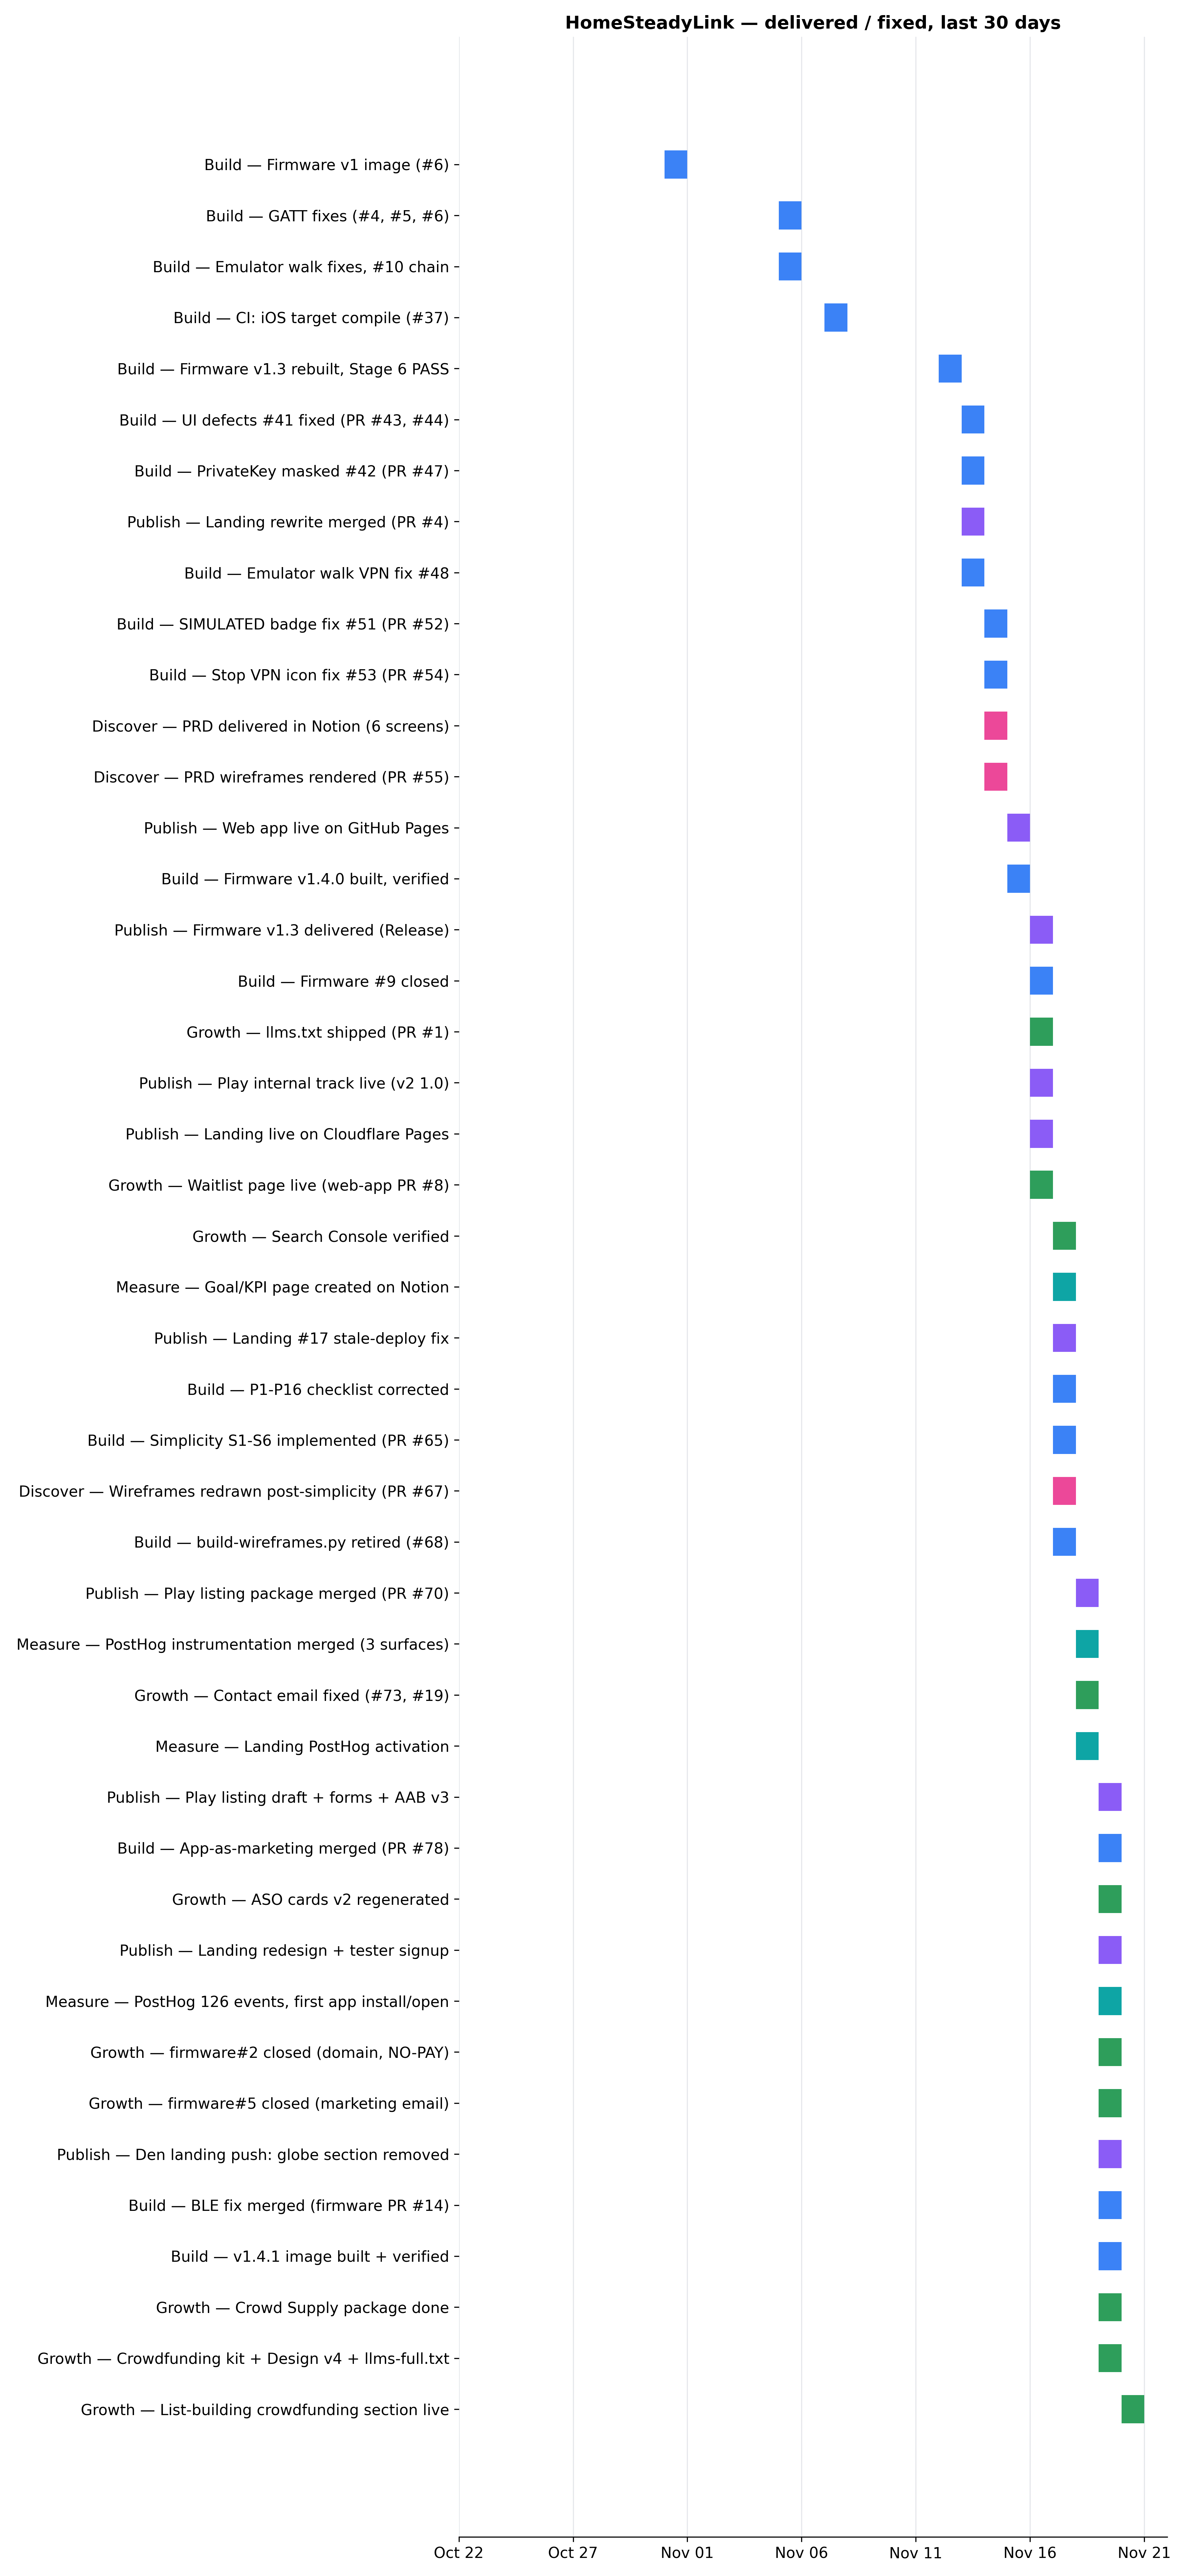 HomeSteadyLink — delivered / fixed, last 30 days
Build — Firmware v1 image (#6)
Build — GATT fixes (#4, #5, #6)
Build — Emulator walk fixes, #10 chain
Build — CI: iOS target compile (#37)
Build — Firmware v1.3 rebuilt, Stage 6 PASS
Build — UI defects #41 fixed (PR #43, #44)
Build — PrivateKey masked #42 (PR #47)
Publish — Landing rewrite merged (PR #4)
Build — Emulator walk VPN fix #48
Build — SIMULATED badge fix #51 (PR #52)
Build — Stop VPN icon fix #53 (PR #54)
Discover — PRD delivered in Notion (6 screens)
Discover — PRD wireframes rendered (PR #55)
Publish — Web app live on GitHub Pages
Build — Firmware v1.4.0 built, verified
Publish — Firmware v1.3 delivered (Release)
Build — Firmware #9 closed
Growth — llms.txt shipped (PR #1)
Publish — Play internal track live (v2 1.0)
Publish — Landing live on Cloudflare Pages
Growth — Waitlist page live (web-app PR #8)
Growth — Search Console verified
Measure — Goal/KPI page created on Notion
Publish — Landing #17 stale-deploy fix
Build — P1-P16 checklist corrected
Build — Simplicity S1-S6 implemented (PR #65)
Discover — Wireframes redrawn post-simplicity (PR #67)
Build — build-wireframes.py retired (#68)
Publish — Play listing package merged (PR #70)
Measure — PostHog instrumentation merged (3 surfaces)
Growth — Contact email fixed (#73, #19)
Measure — Landing PostHog activation
Publish — Play listing draft + forms + AAB v3
Build — App-as-marketing merged (PR #78)
Growth — ASO cards v2 regenerated
Publish — Landing redesign + tester signup
Measure — PostHog 126 events, first app install/open
Growth — firmware#2 closed (domain, NO-PAY)
Growth — firmware#5 closed (marketing email)
Publish — Den landing push: globe section removed
Build — BLE fix merged (firmware PR #14)
Build — v1.4.1 image built + verified
Growth — Crowd Supply package done
Growth — Crowdfunding kit + Design v4 + llms-full.txt
Growth — List-building crowdfunding section live
Oct 22 Oct 27 Nov 01 Nov 06 Nov 11 Nov 16 Nov 21